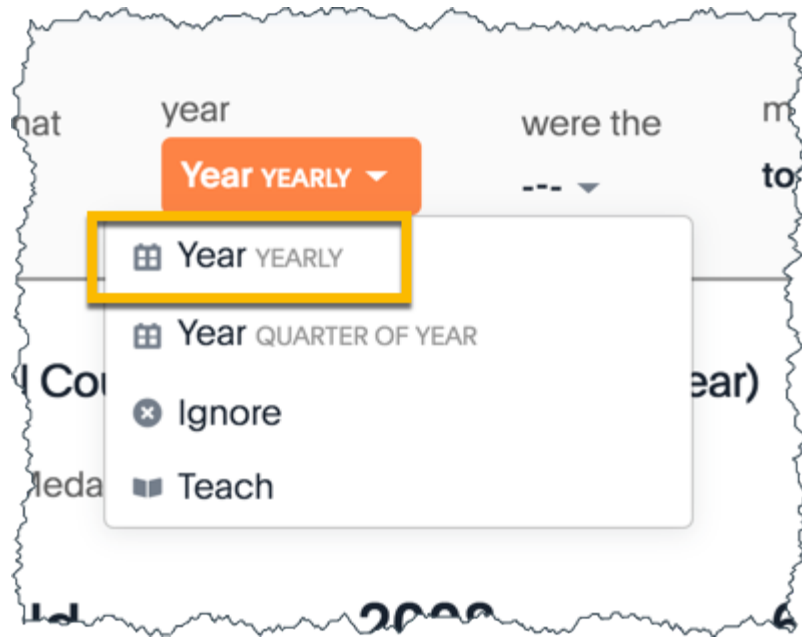 year
were the
Year YEARLY
---
to
Year YEARLY
Year QUARTER OF YEAR
Ignore
Teach